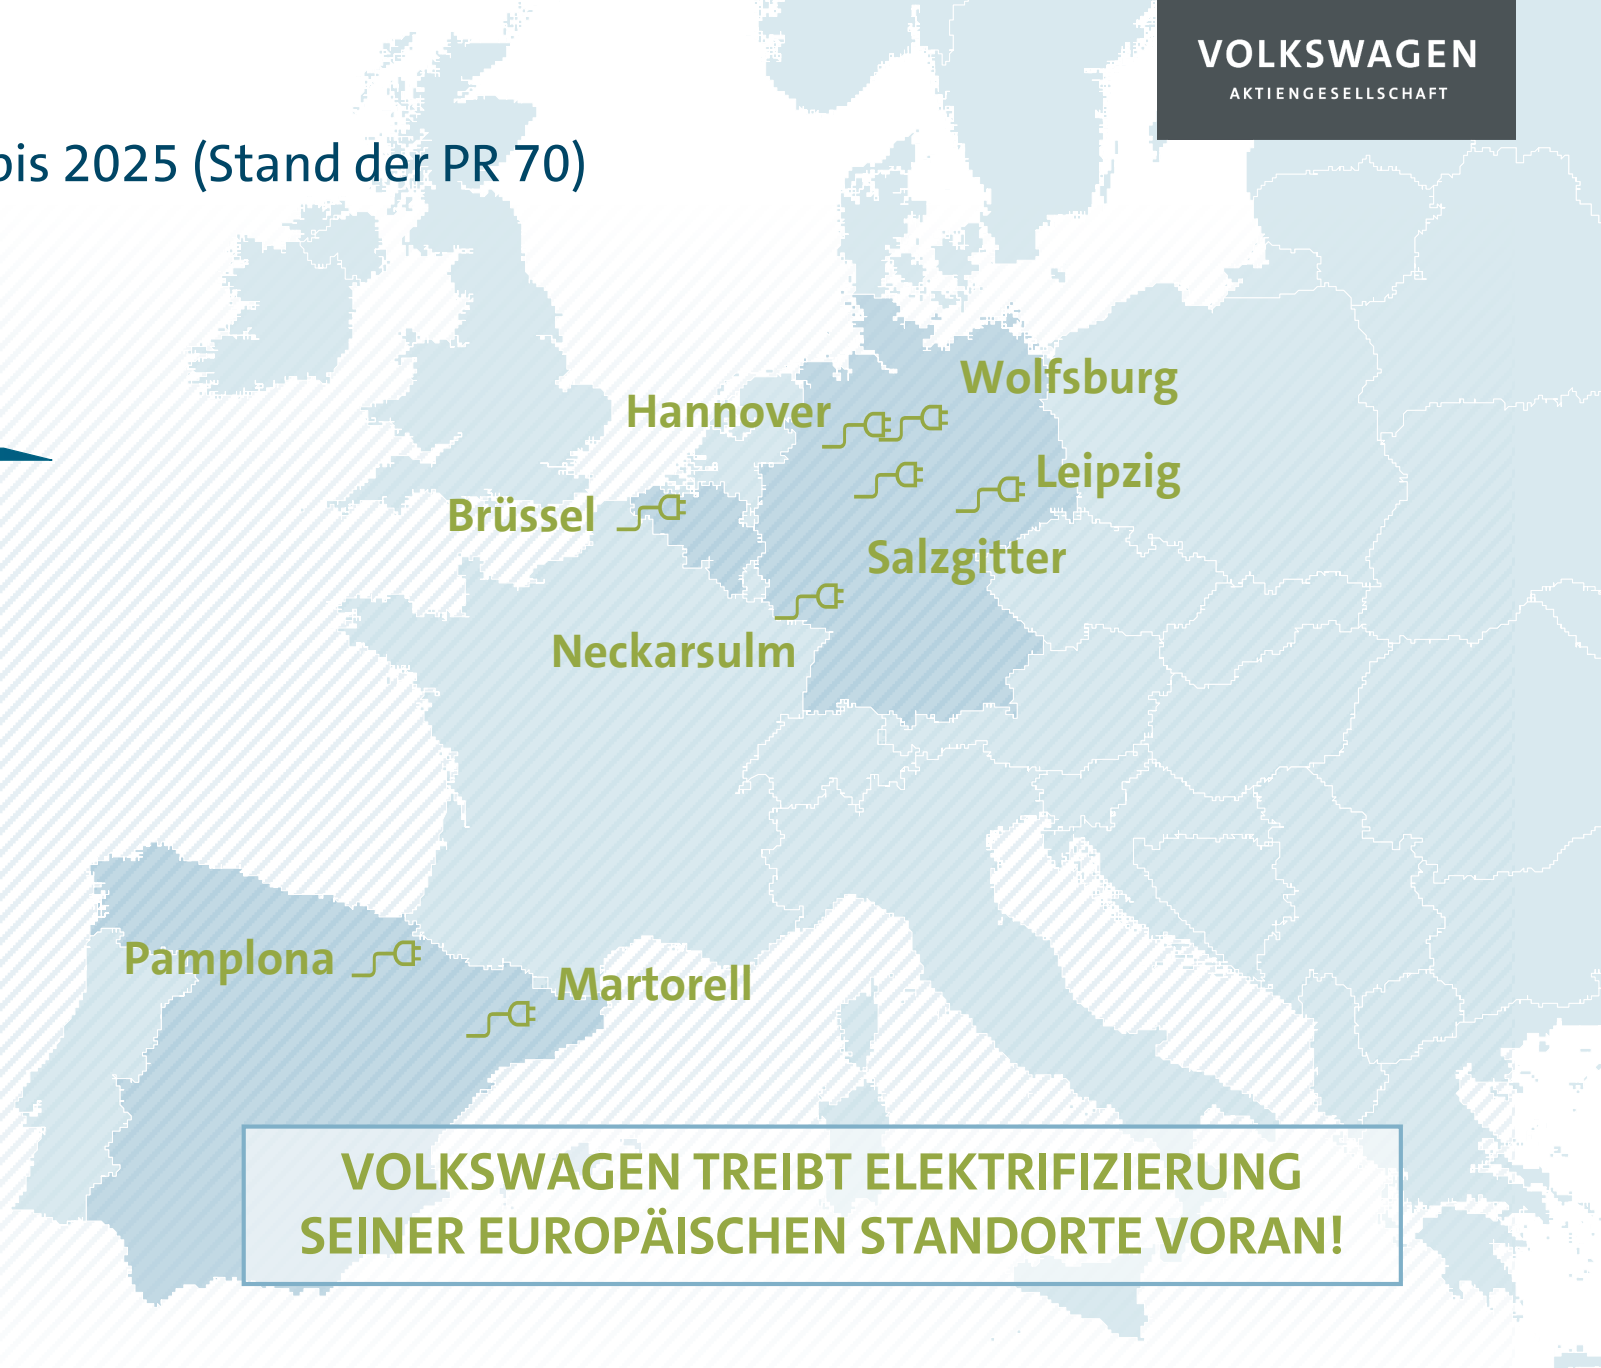 VOLKSWAGEN
AKTIENGESELLSCHAFT
bis 2025 (Stand der PR 70)
Wolfsburg
Hannover
Leipzig
Brüssel
Salzgitter
Neckarsulm
Pamplona
Martorell
VOLKSWAGEN TREIBT ELEKTRIFIZIERUNG
SEINER EUROPÄISCHEN STANDORTE VORAN!